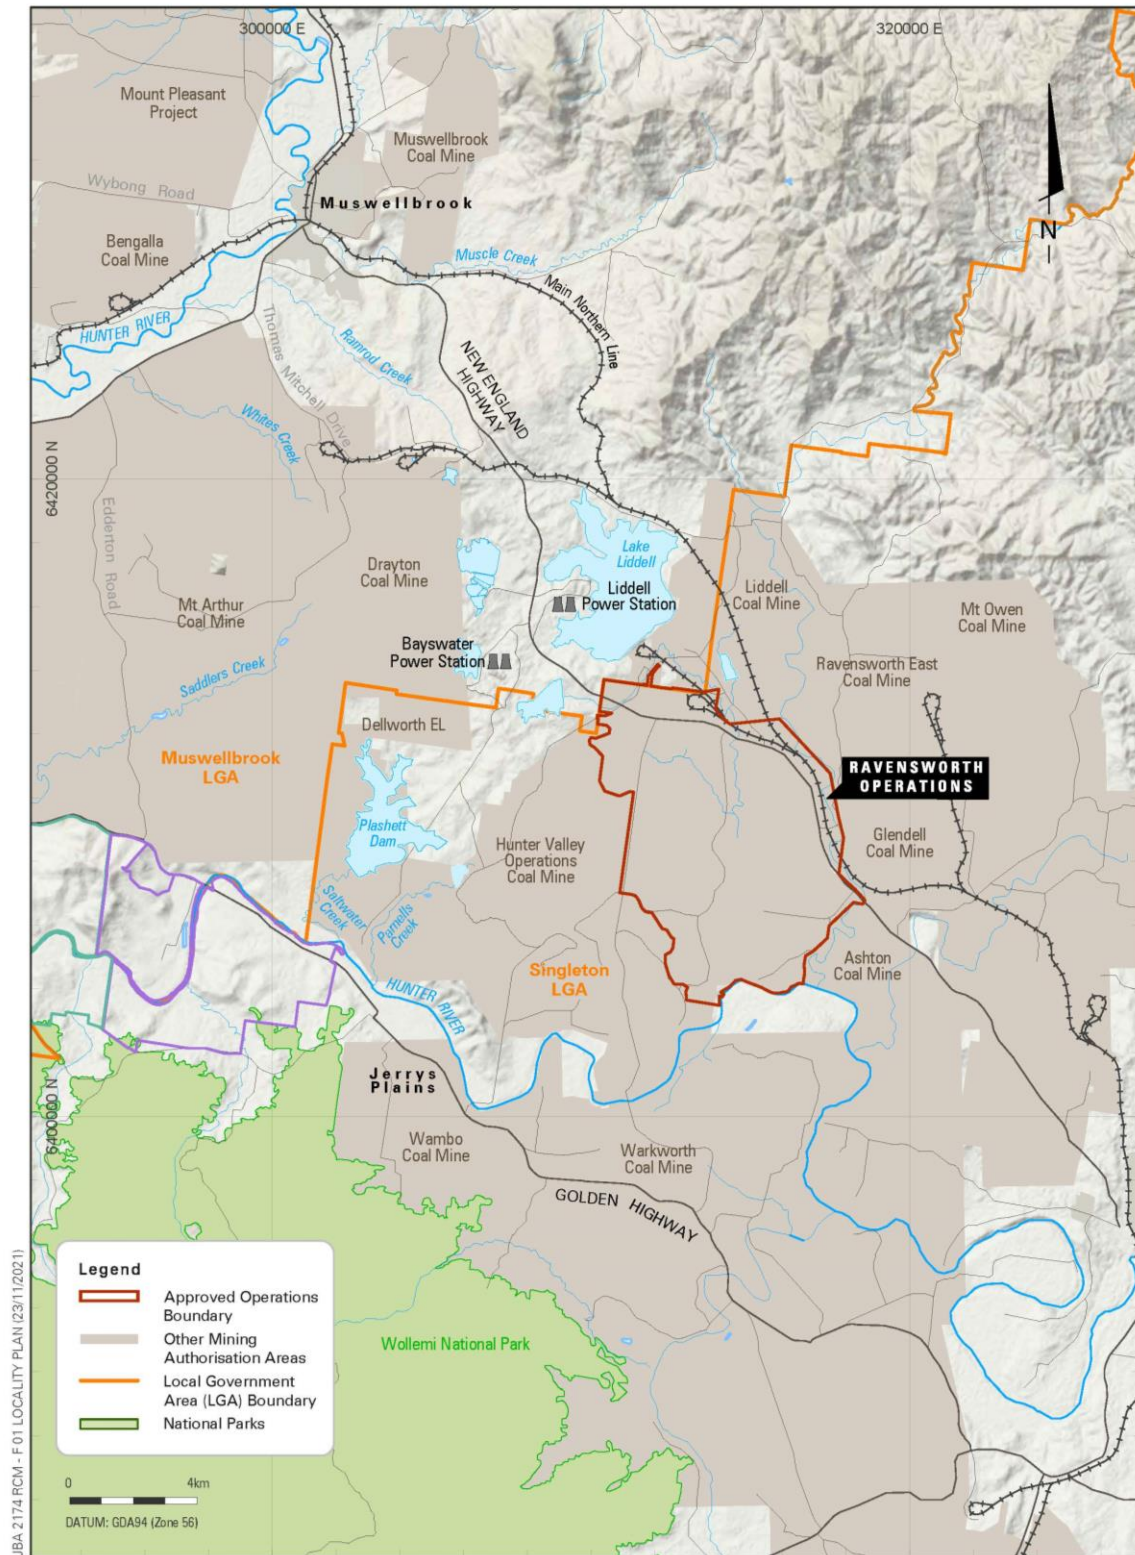 300000 E
320000 E
Mount Pleasant
Project
Muswellbrook
Coal Mine
Wybong Road
Muswellbrook
N
Bengalla
Coal Mine
Muscle Creek
Main Northern Line
HUNTER RIVER
Thomas Mitchell Drive
Ramrod Creek
NEW ENGLAND
HIGHWAY
Whites Creek
6420000 N
Edderton Road
Lake
Liddell
Drayton
Coal Mine
Liddell
Power Station
Liddell
Coal Mine
Mt Arthur
Coal Mine
Mt Owen
Coal Mine
Bayswater
Power Station
Ravensworth East
Coal Mine
Saddlers Creek
Dellworth EL
Muswellbrook
LGA
RAVENSWORTH
OPERATIONS
Plashett
Dam
Hunter Valley
Operations
Coal Mine
Glendell
Coal Mine
Saltwater
Creek
Parnells
Creek
Singleton
LGA
Ashton
Coal Mine
HUNTER RIVER
Jerrys
Plains
6400000 N
Wambo
Coal Mine
Warkworth
Coal Mine
GOLDEN HIGHWAY
Wollemi National Park
Legend
Approved Operations
Boundary
Other Mining
Authorisation Areas
Local Government
Area (LGA) Boundary
National Parks
0 4km
DATUM: GDA94 (Zone 56)
JBA 2174 RCM - F 01 LOCALITY PLAN (23/11/2021)